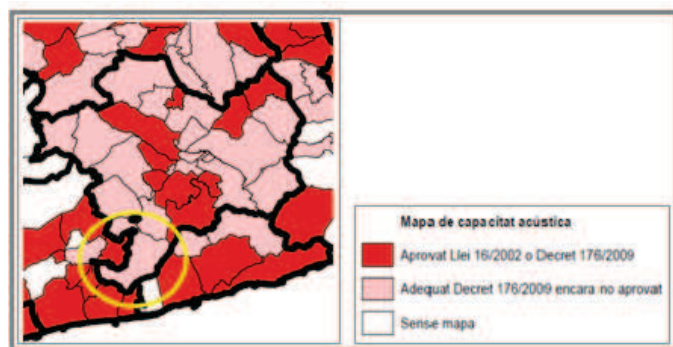 Mapa de capacitat acústica
Aprovat Llei 16/2002 o Decret 176/2009
Adequat Decret 176/2009 encara no aprovat
Sense mapa